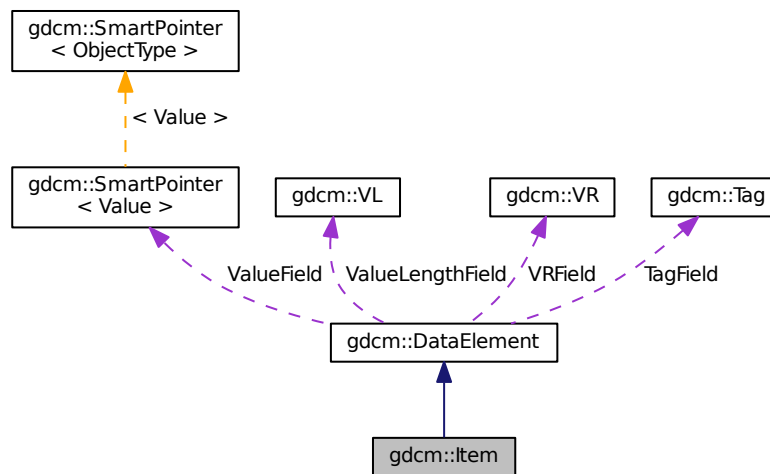 gdcm::SmartPointer
< ObjectType >
< Value >
gdcm::SmartPointer
< Value >
gdcm::VL
gdcm::VR
gdcm::Tag
ValueField
ValueLengthField
VRField
TagField
gdcm::DataElement
gdcm::Item